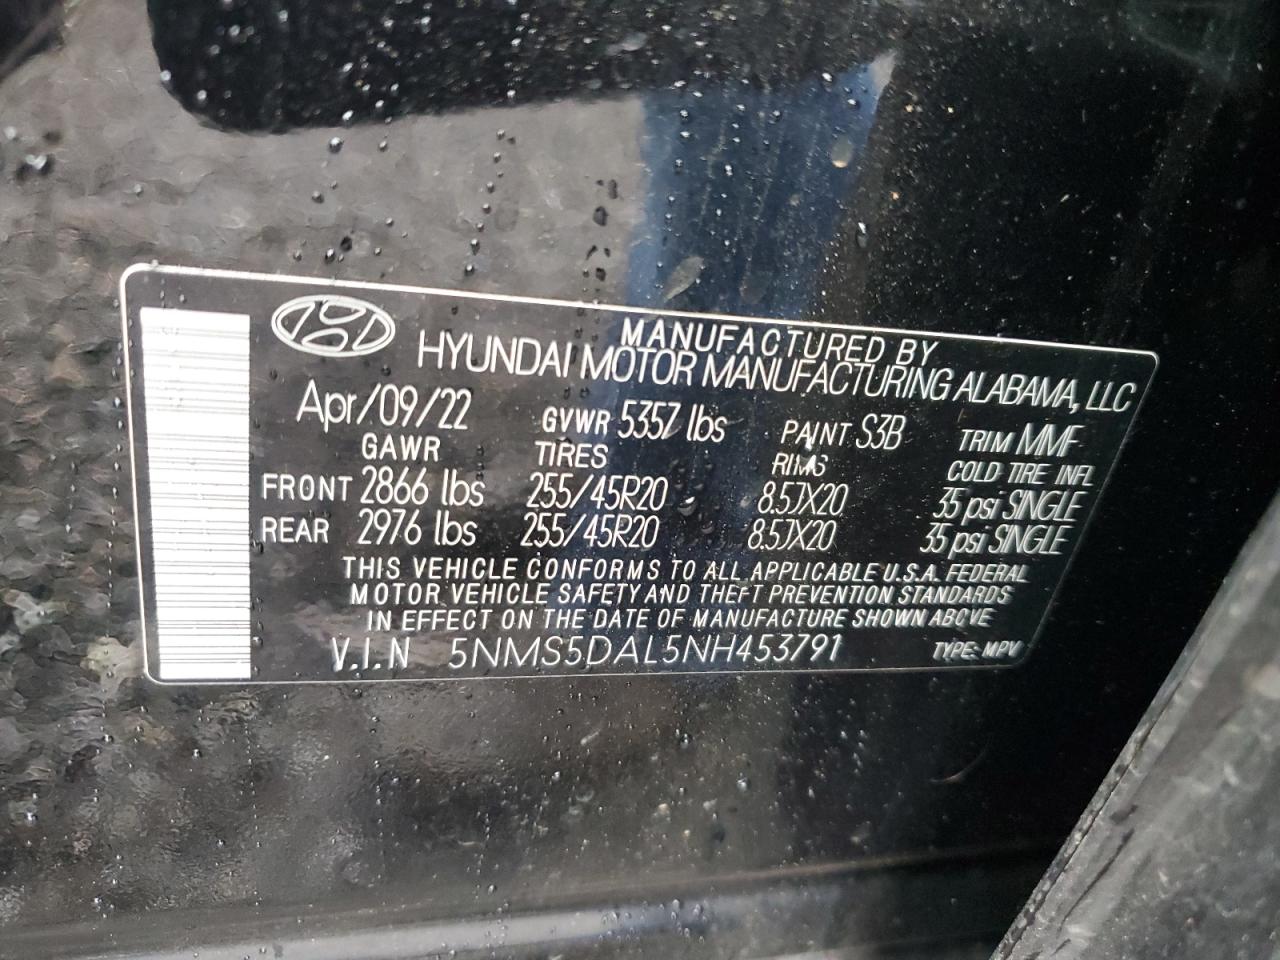 MANUFACTURED BY
HYUNDAI MOTOR MANUFACTURING ALABAMA, LLC
Apr/09/22 GVWR 5357 lbs PAINT S3B TRIM MMF
GAWR TIRES RIMS COLD TIRE INFL
FRONT 2866 lbs 255/45R20 8.5JX20 35 psi SINGLE
REAR 2976 lbs 255/45R20 8.5JX20 35 psi SINGLE
THIS VEHICLE CONFORMS TO ALL APPLICABLE U.S.A. FEDERAL
MOTOR VEHICLE SAFETY AND THEFT PREVENTION STANDARDS
IN EFFECT ON THE DATE OF MANUFACTURE SHOWN ABOVE
V.I.N 5NMS5DAL5NH453791 TYPE: MPV